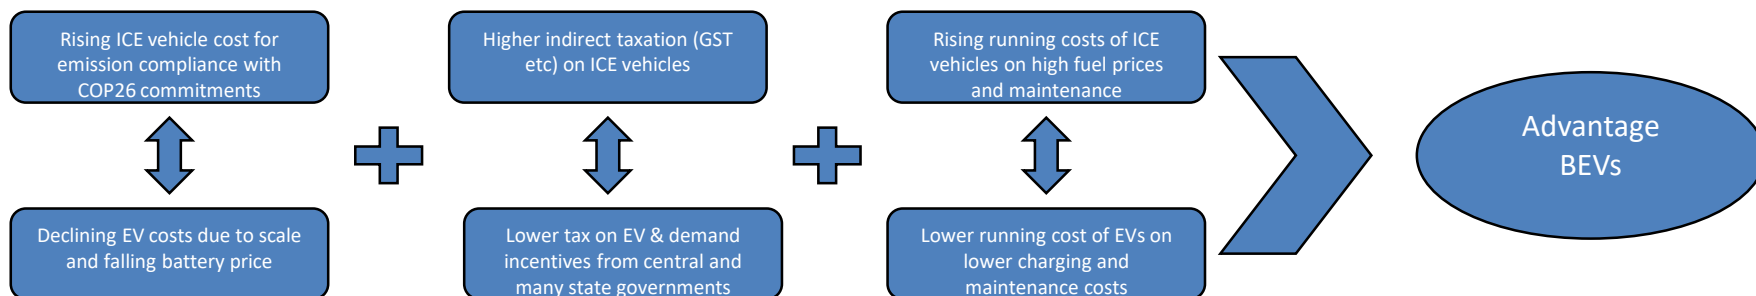 Rising ICE vehicle cost for
emission compliance with
COP26 commitments
Declining EV costs due to scale
and falling battery price
Higher indirect taxation (GST
etc) on ICE vehicles
Lower tax on EV & demand
incentives from central and
many state governments
Rising running costs of ICE
vehicles on high fuel prices
and maintenance
Lower running cost of EVs on
lower charging and
maintenance costs
Advantage
BEVs